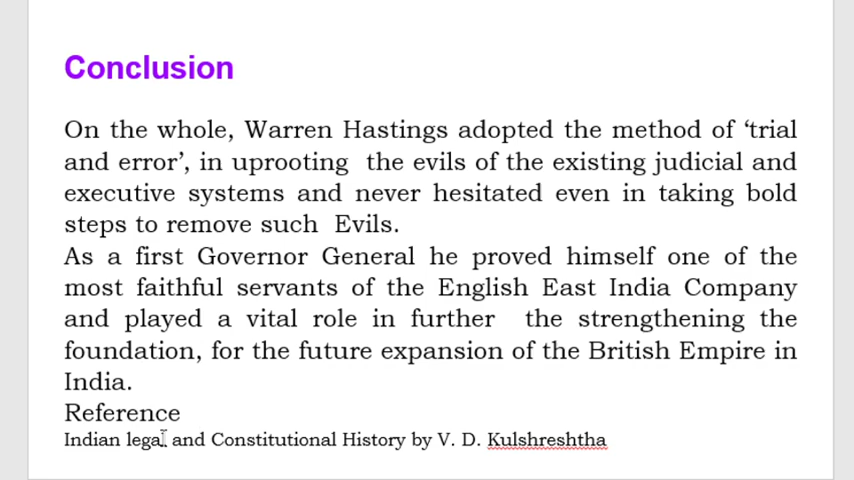 Conclusion
On the whole, Warren Hastings adopted the method of ‘trial
and error’, in uprooting the evils of the existing judicial and
executive systems and never hesitated even in taking bold
steps to remove such Evils.
As a first Governor General he proved himself one of the
most faithful servants of the English East India Company
and played a vital role in further the strengthening the
foundation, for the future expansion of the British Empire in
India.
Reference
Indian legal and Constitutional History by V. D. Kulshreshtha